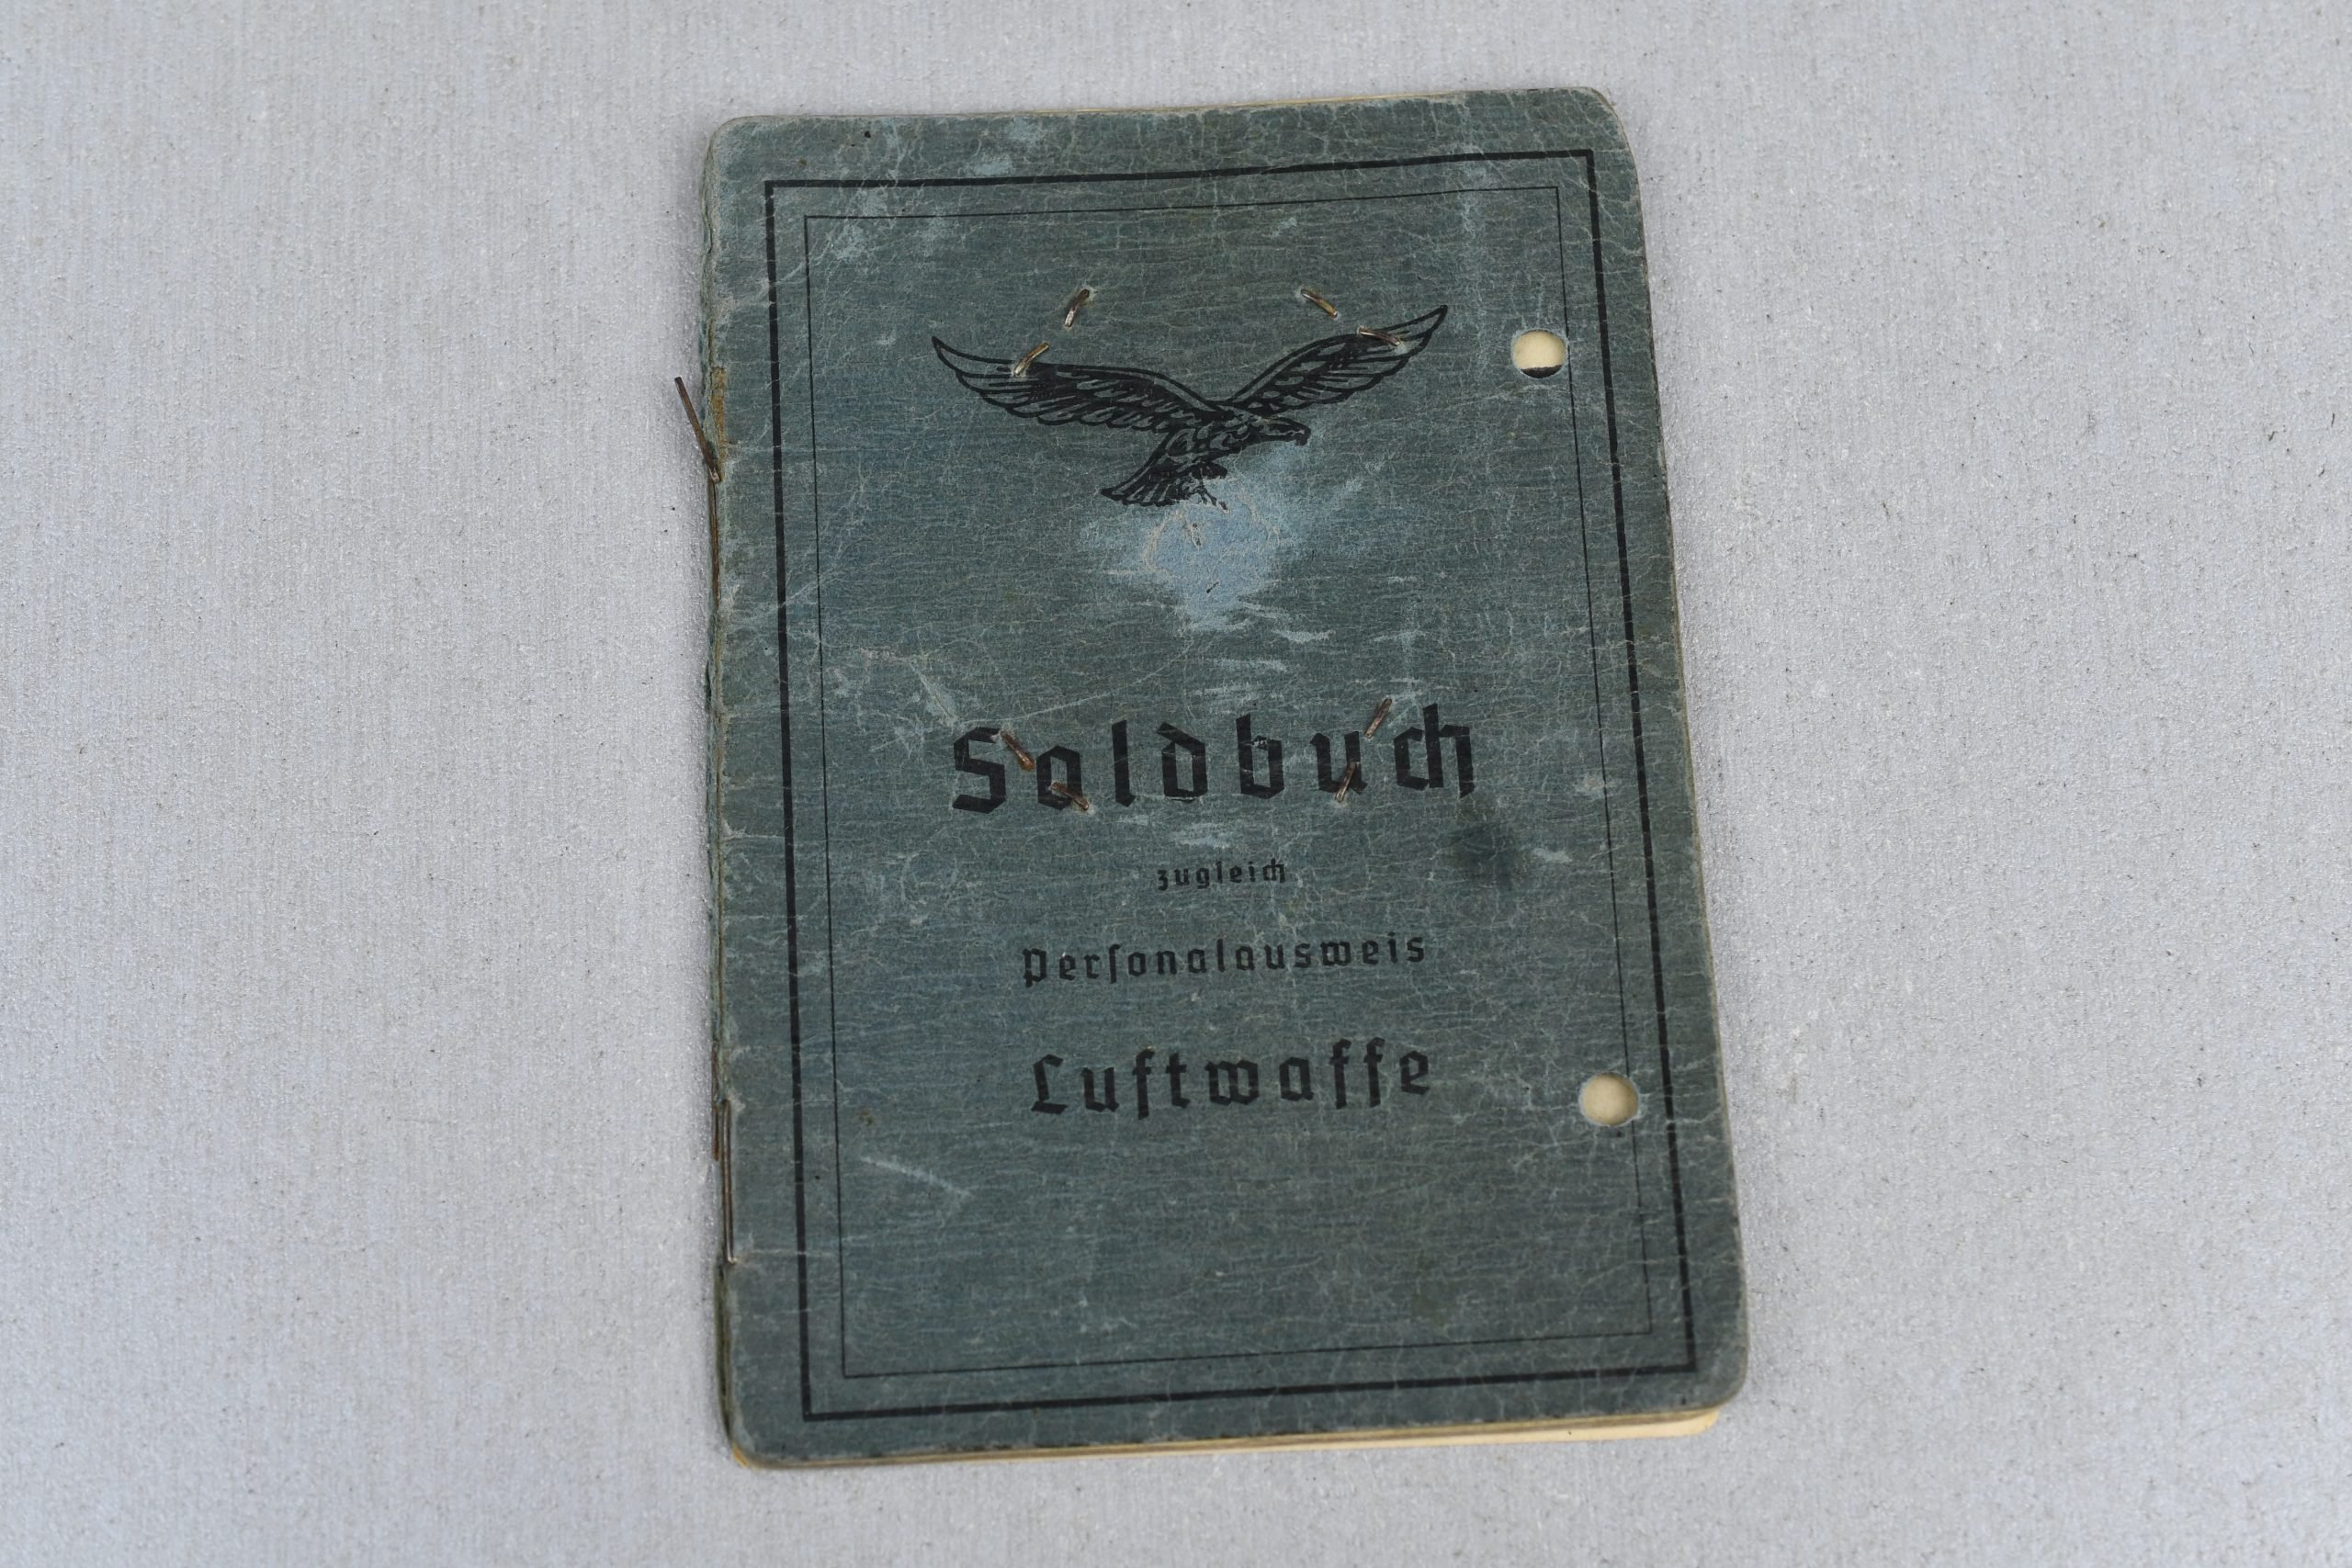 Soldbuch
zugleich
Perſonalausweis
Luftwaffe